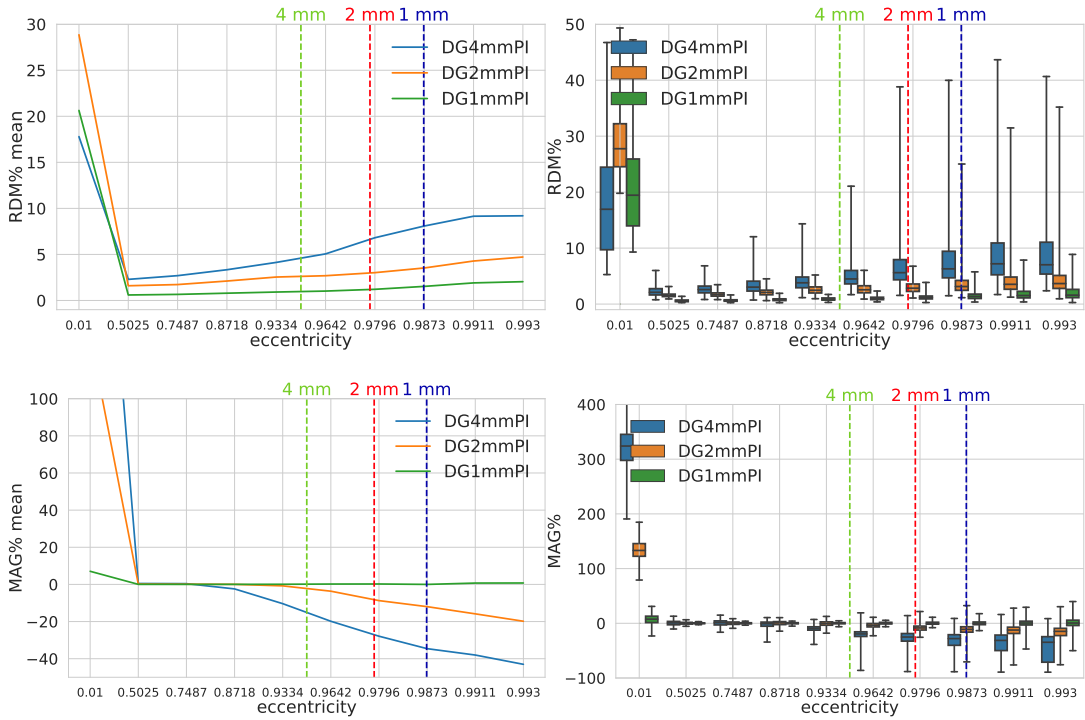 4 mm 2 mm 1 mm
30
25
20
15
10
5
0
RDM% mean
DG4mmPI
DG2mmPI
DG1mmPI
0.01 0.5025 0.7487 0.8718 0.9334 0.9642 0.9796 0.9873 0.9911 0.993
eccentricity
4 mm 2 mm 1 mm
50
40
30
20
10
0
RDM%
DG4mmPI
DG2mmPI
DG1mmPI
0.01 0.5025 0.7487 0.8718 0.9334 0.9642 0.9796 0.9873 0.9911 0.993
eccentricity
4 mm 2 mm 1 mm
100
80
60
40
20
0
−20
−40
MAG% mean
DG4mmPI
DG2mmPI
DG1mmPI
0.01 0.5025 0.7487 0.8718 0.9334 0.9642 0.9796 0.9873 0.9911 0.993
eccentricity
4 mm 2 mm 1 mm
400
300
200
100
0
−100
MAG%
DG4mmPI
DG2mmPI
DG1mmPI
0.01 0.5025 0.7487 0.8718 0.9334 0.9642 0.9796 0.9873 0.9911 0.993
eccentricity